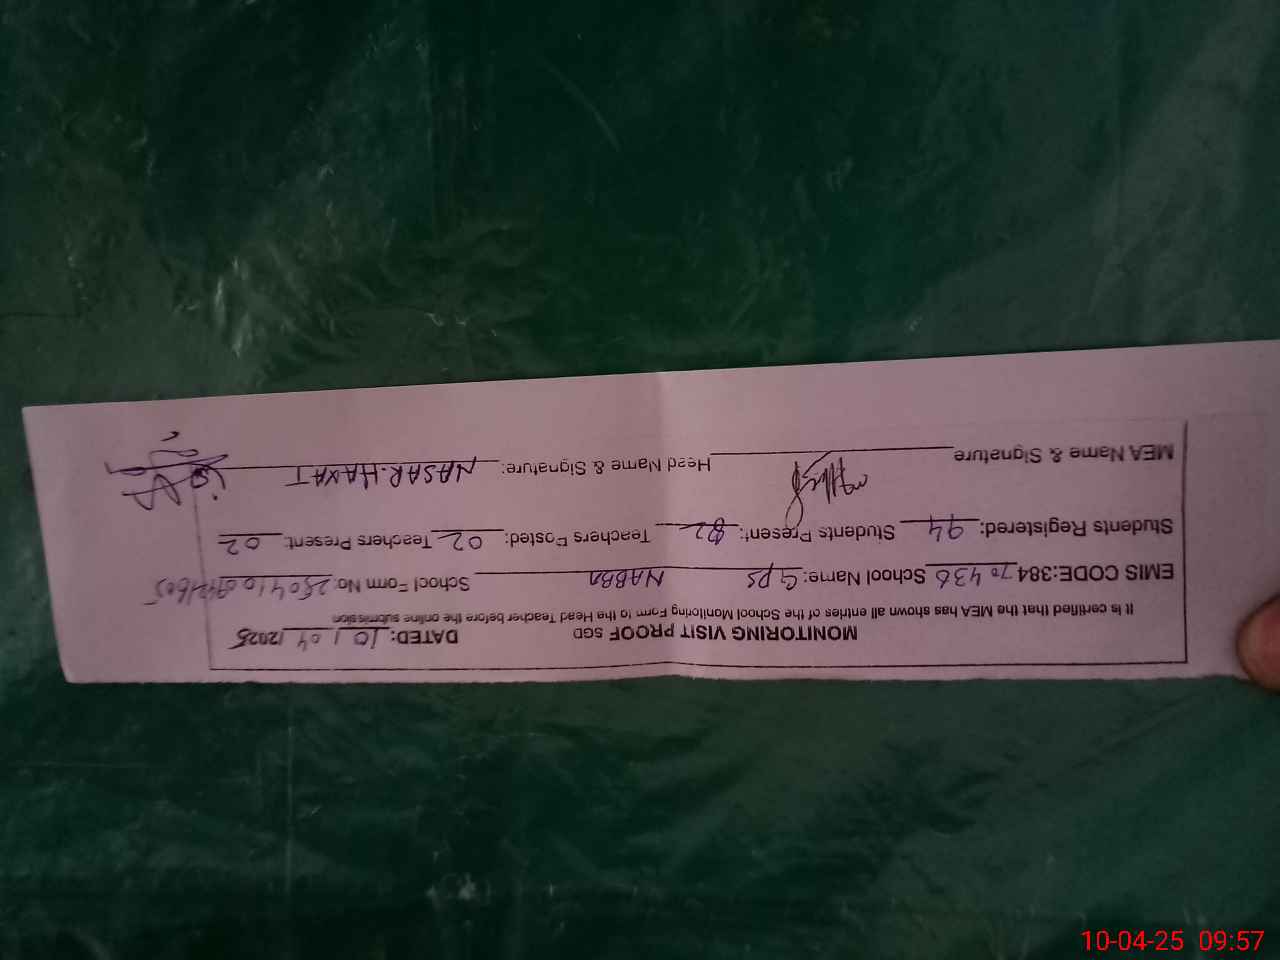 MONITORING VISIT PROOF SGD DATED: 10/04/2025
It is certified that the MEA has shown all entries of the School Monitoring Form to the Head Teacher before the online submission
EMIS CODE:384 70436 School Name: GPS NABBA School Form No:
Students Registered: 94 Students Present: 82 Teachers Posted: 02 Teachers Present: 02
MEA Name & Signature Head Name & Signature: NASAR HAYAT
10-04-25 09:57